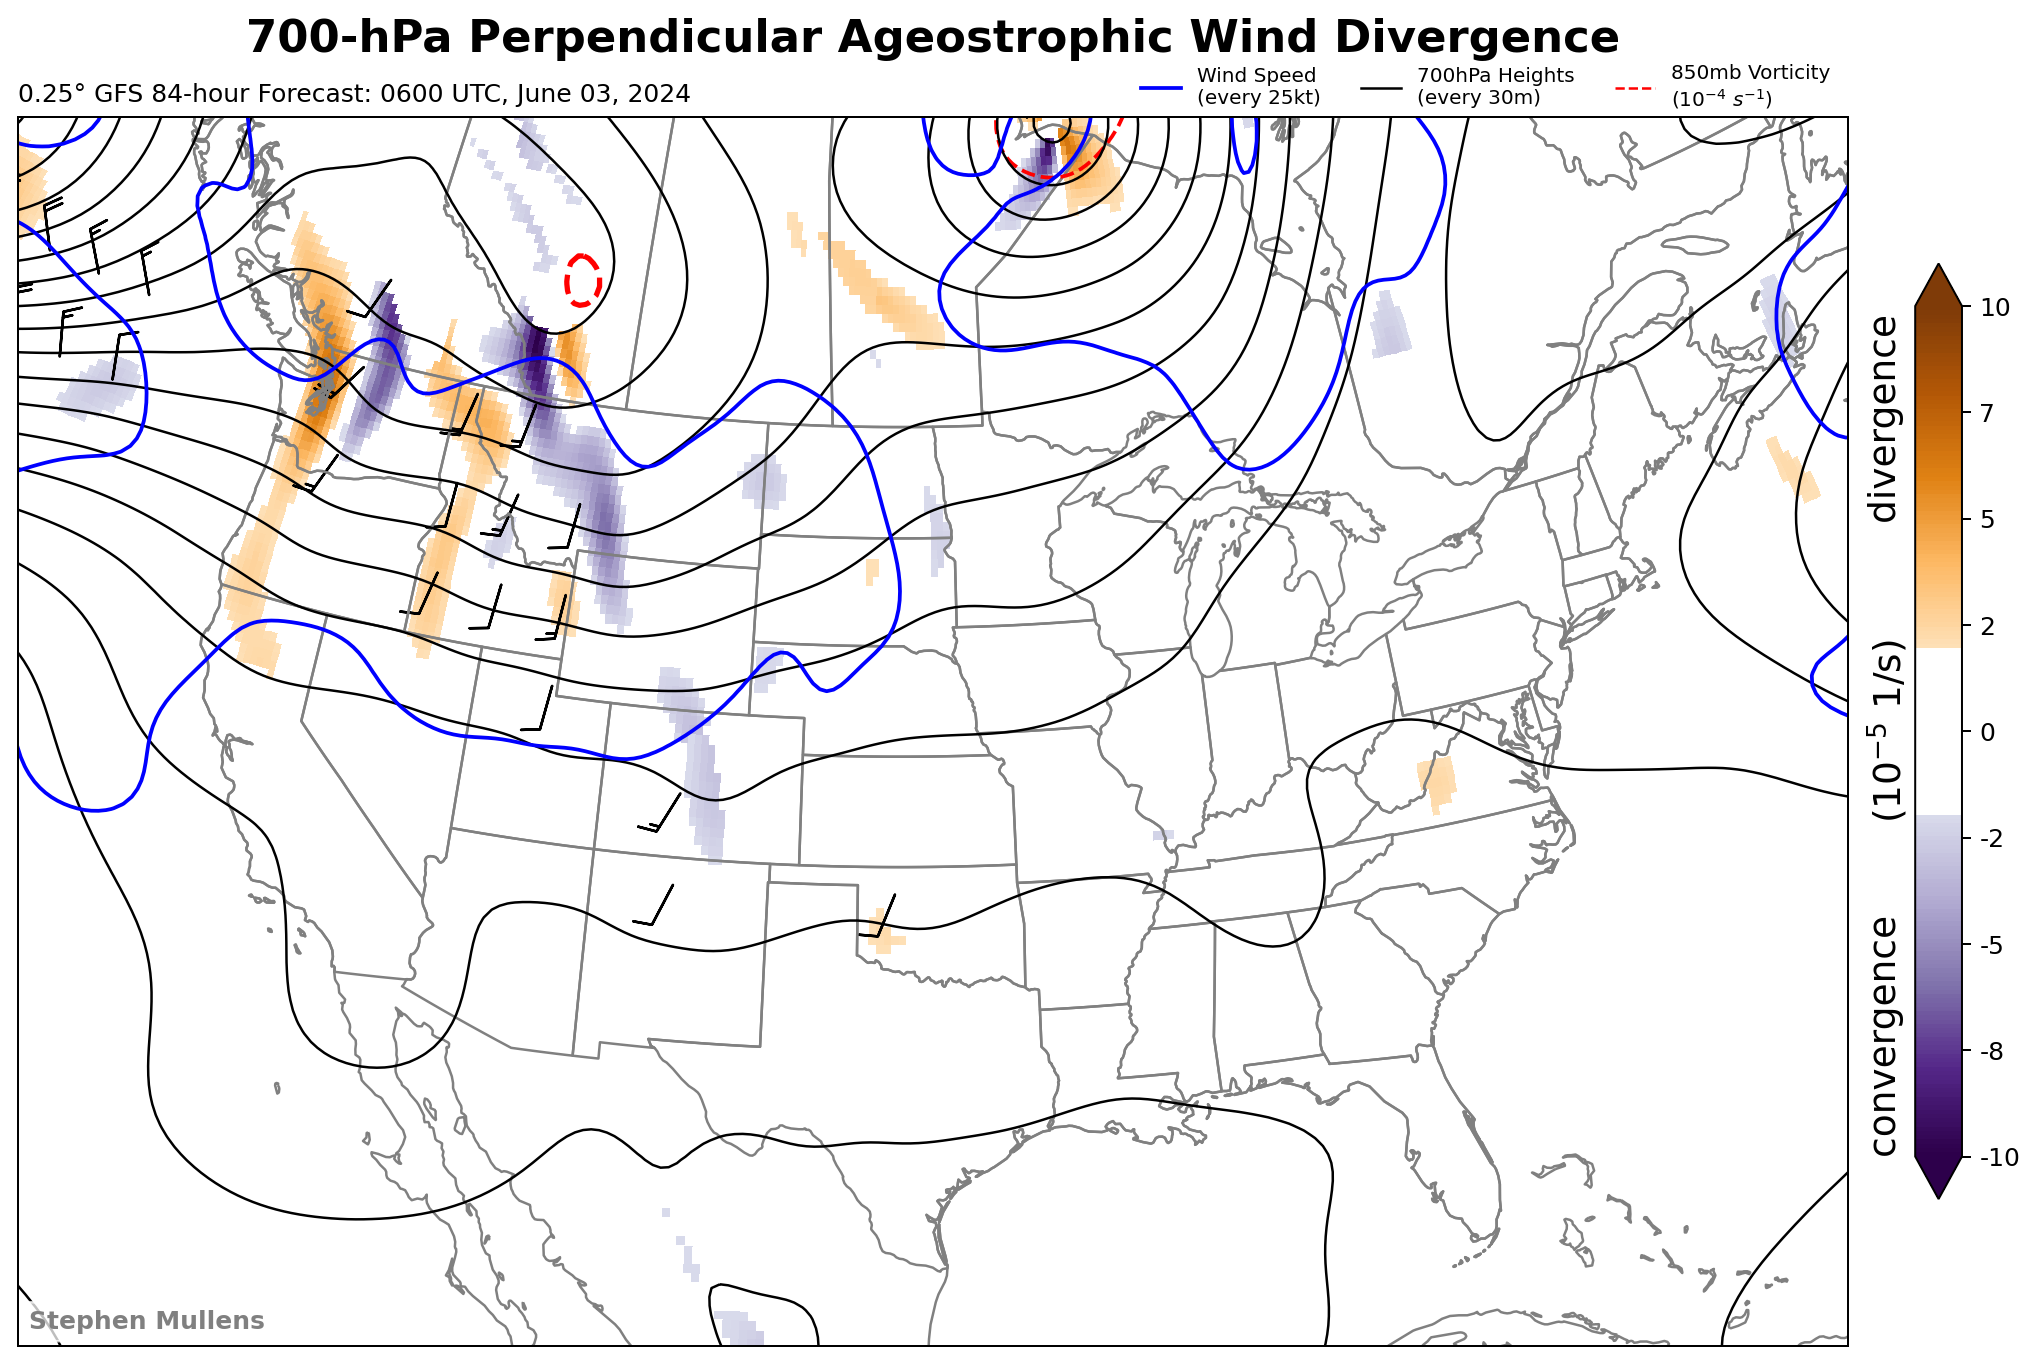 700-hPa Perpendicular Ageostrophic Wind Divergence
0.25° GFS 84-hour Forecast: 0600 UTC, June 03, 2024
Wind Speed
(every 25kt)
700hPa Heights
(every 30m)
850mb Vorticity
(10⁻⁴ s⁻¹)
10
7
5
2
0
-2
-5
-8
-10
convergence (10⁻⁵ 1/s) divergence
Stephen Mullens